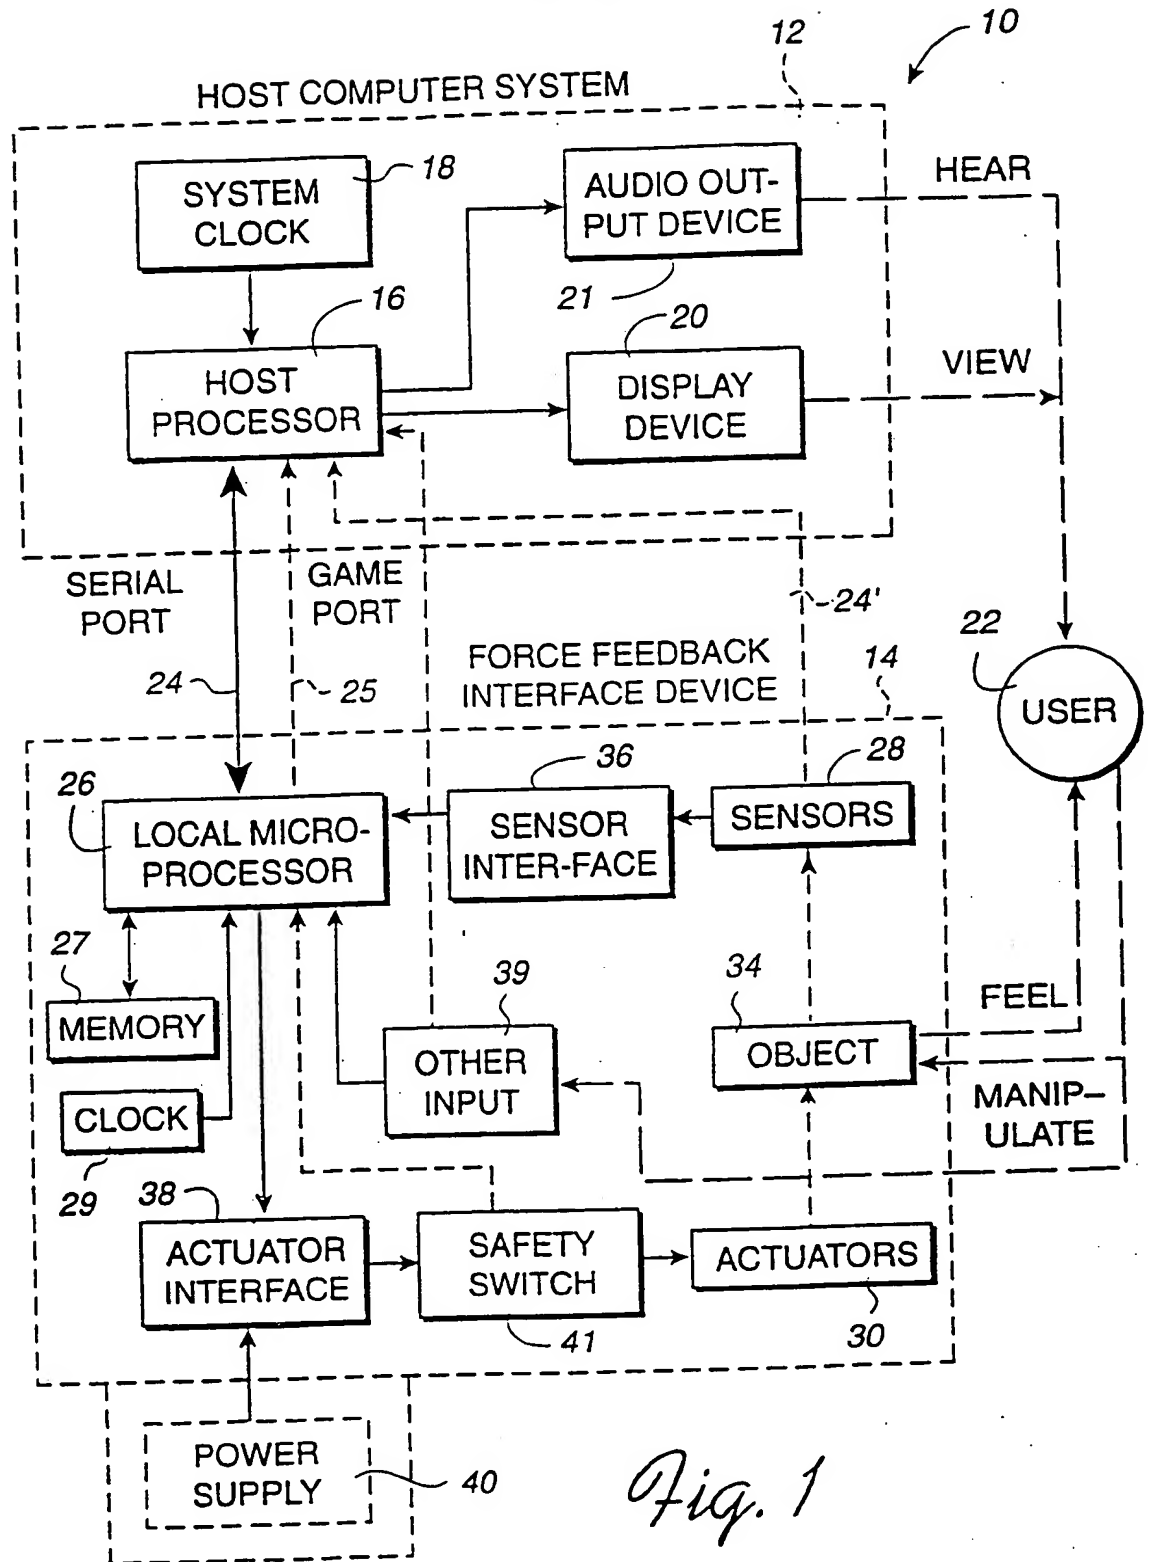 10
12
HOST COMPUTER SYSTEM
SYSTEM
CLOCK
18
AUDIO OUT-
PUT DEVICE
21
HEAR
16
HOST
PROCESSOR
20
DISPLAY
DEVICE
VIEW
SERIAL
PORT
GAME
PORT
24
25
24'
FORCE FEEDBACK
INTERFACE DEVICE
14
22
USER
26
LOCAL MICRO-
PROCESSOR
36
SENSOR
INTER-FACE
28
SENSORS
27
MEMORY
39
OTHER
INPUT
34
OBJECT
FEEL
MANIP-
ULATE
CLOCK
29
38
ACTUATOR
INTERFACE
SAFETY
SWITCH
41
ACTUATORS
30
POWER
SUPPLY
40
Fig. 1